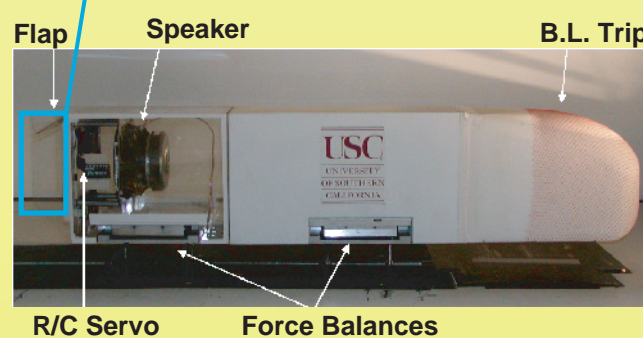 Flap
Speaker
B.L. Trip
USC
UNIVERSITY
OF SOUTHERN
CALIFORNIA
R/C Servo
Force Balances